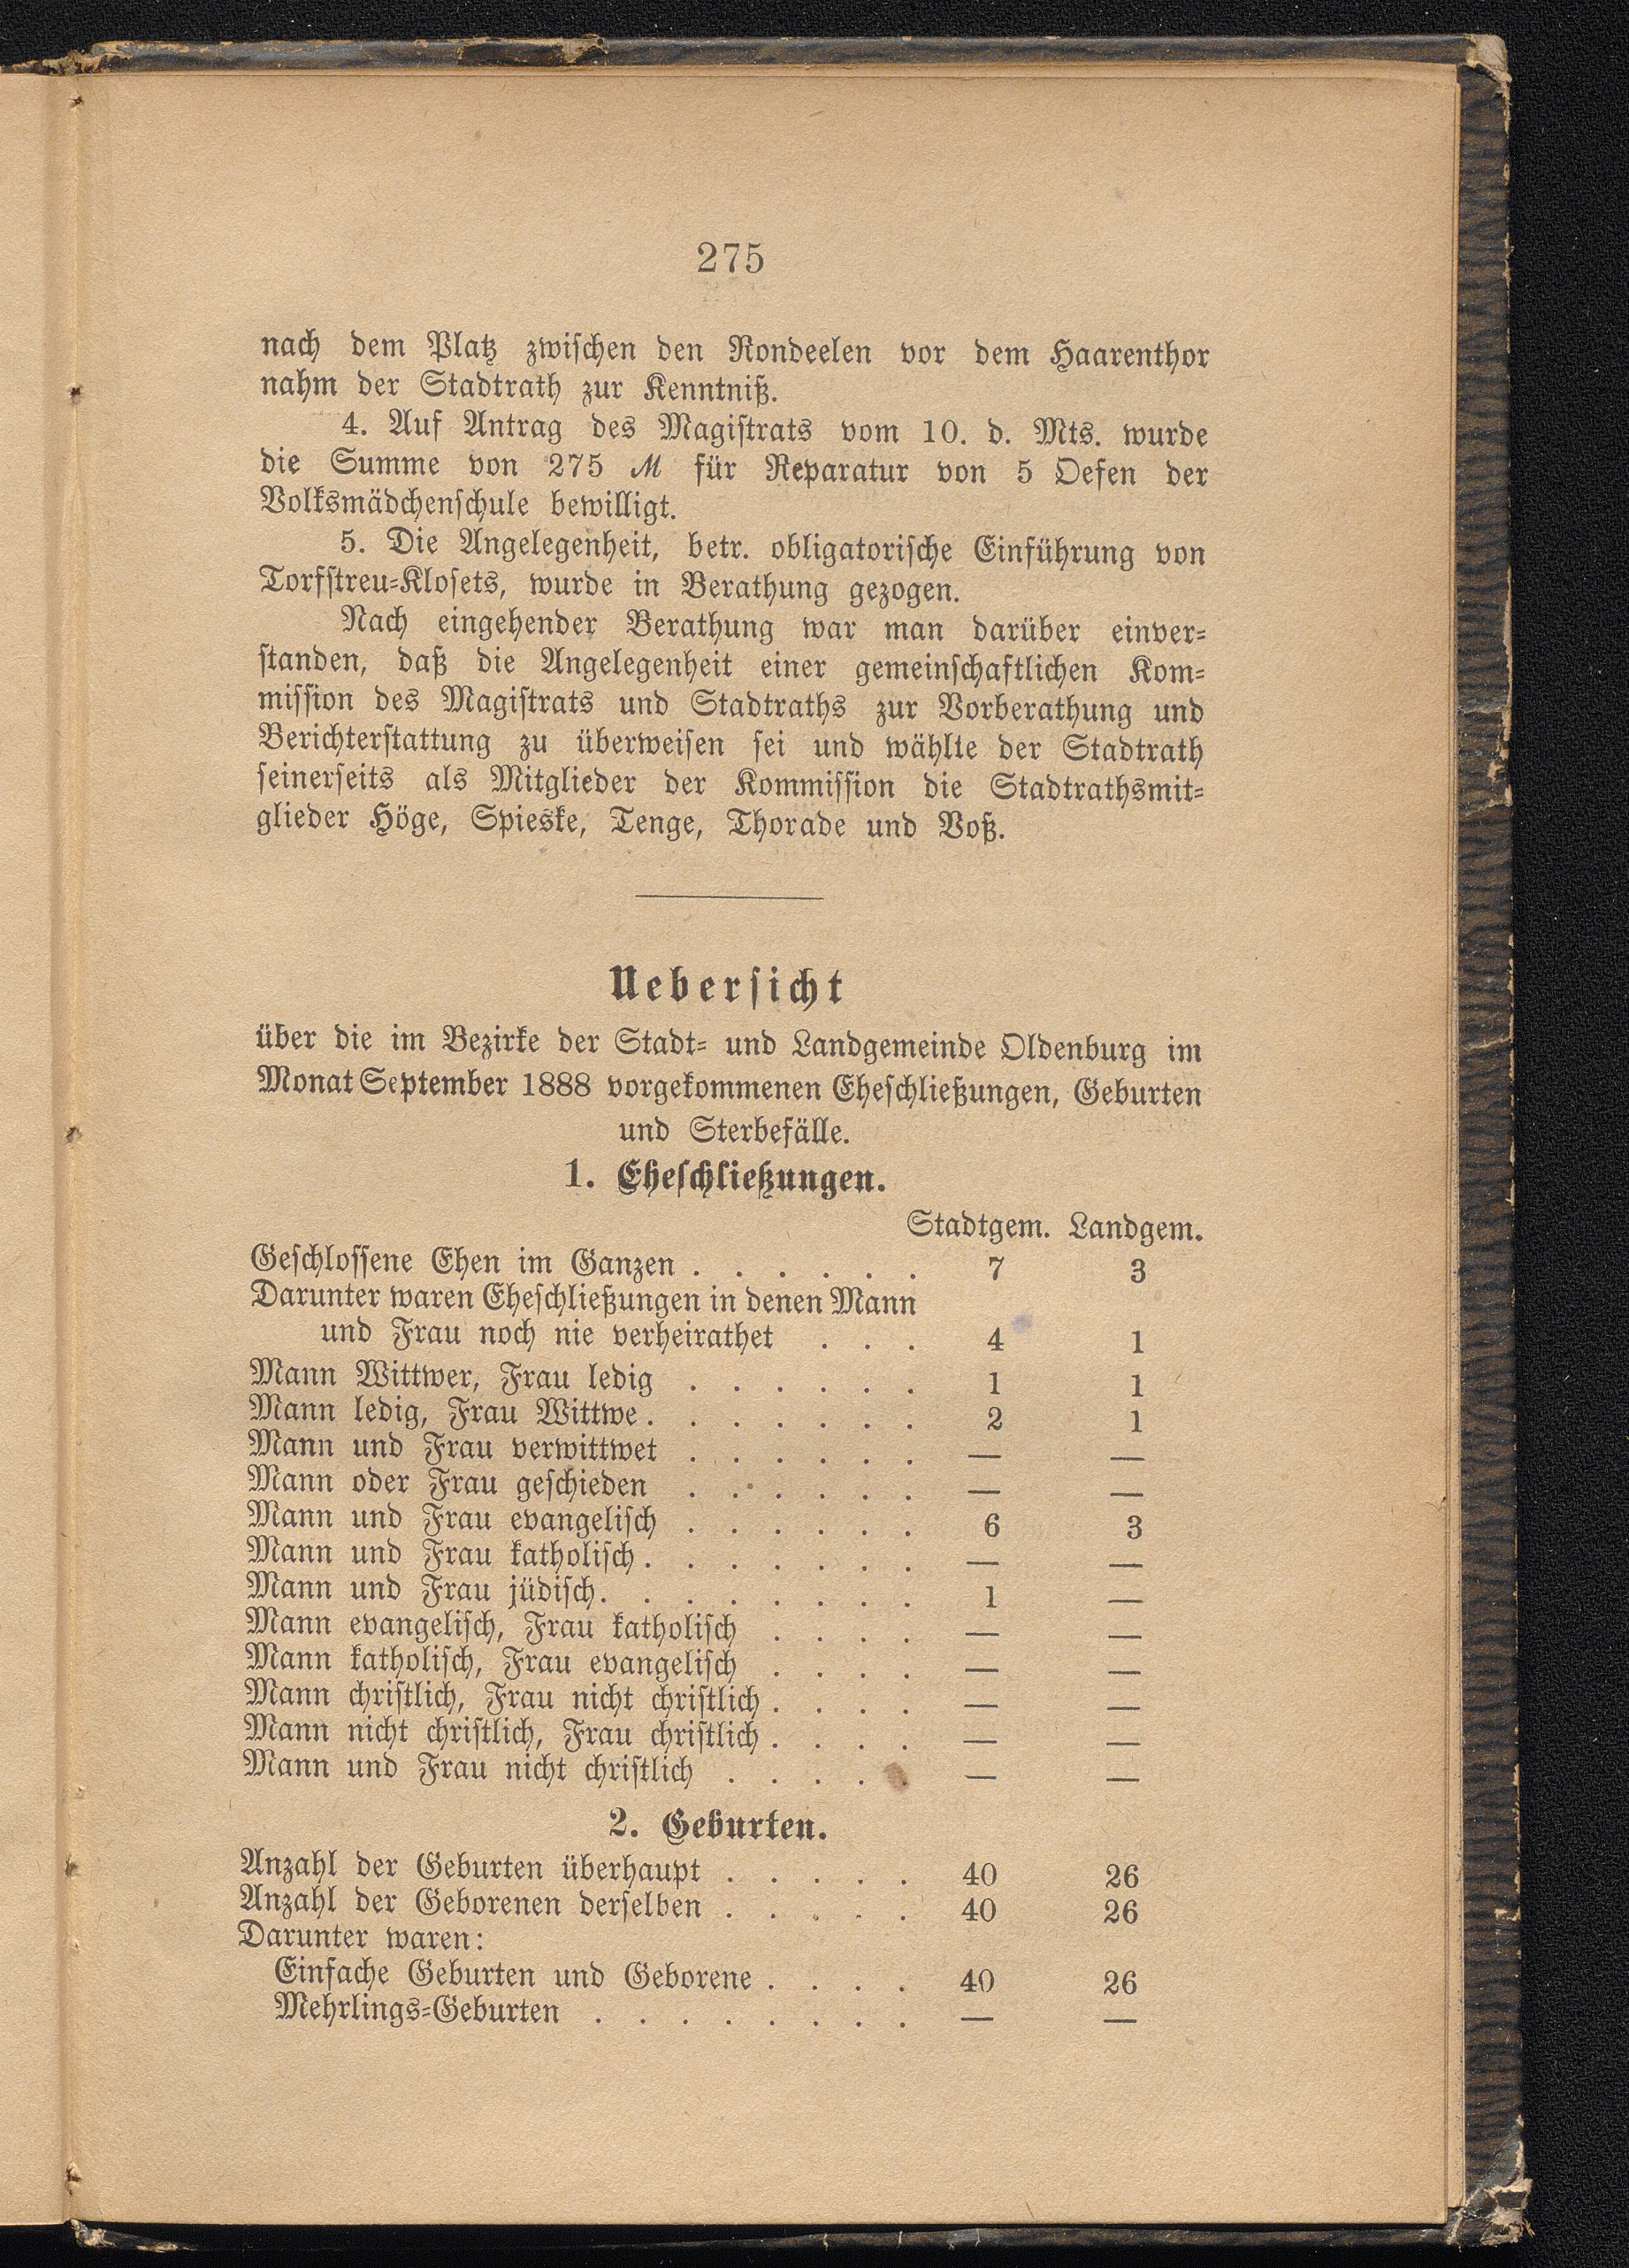 275
nach dem Platz zwischen den Rondeelen vor dem Haarenthor
nahm der Stadtrath zur Kenntniß.
4. Auf Antrag des Magistrats vom 10. d. Mts. wurde
die Summe von 275 M für Reparatur von 5 Oefen der
Volksmädchenschule bewilligt.
5. Die Angelegenheit, betr. obligatorische Einführung von
Torfstreu-Klosets, wurde in Berathung gezogen.
Nach eingehender Berathung war man darüber einver-
standen, daß die Angelegenheit einer gemeinschaftlichen Kom-
mission des Magistrats und Stadtraths zur Vorberathung und
Berichterstattung zu überweisen sei und wählte der Stadtrath
seinerseits als Mitglieder der Kommission die Stadtrathsmit-
glieder Höge, Spieske, Tenge, Thorade und Voß.
Uebersicht
über die im Bezirke der Stadt- und Landgemeinde Oldenburg im
Monat September 1888 vorgekommenen Eheschließungen, Geburten
und Sterbefälle.
1. Eheschließungen.
Stadtgem. Landgem.
Geschlossene Ehen im Ganzen . . . . . . 7 3
Darunter waren Eheschließungen in denen Mann
und Frau noch nie verheirathet . . . 4 1
Mann Wittwer, Frau ledig . . . . . . 1 1
Mann ledig, Frau Wittwe . . . . . . . 2 1
Mann und Frau verwittwet . . . . . . — —
Mann oder Frau geschieden . . . . . . — —
Mann und Frau evangelisch . . . . . . 6 3
Mann und Frau katholisch . . . . . . . — —
Mann und Frau jüdisch . . . . . . . . 1 —
Mann evangelisch, Frau katholisch . . . . — —
Mann katholisch, Frau evangelisch . . . . — —
Mann christlich, Frau nicht christlich . . . . — —
Mann nicht christlich, Frau christlich . . . . — —
Mann und Frau nicht christlich . . . . . — —
2. Geburten.
Anzahl der Geburten überhaupt . . . . . 40 26
Anzahl der Geborenen derselben . . . . . 40 26
Darunter waren:
Einfache Geburten und Geborene . . . . 40 26
Mehrlings-Geburten . . . . . . . . — —